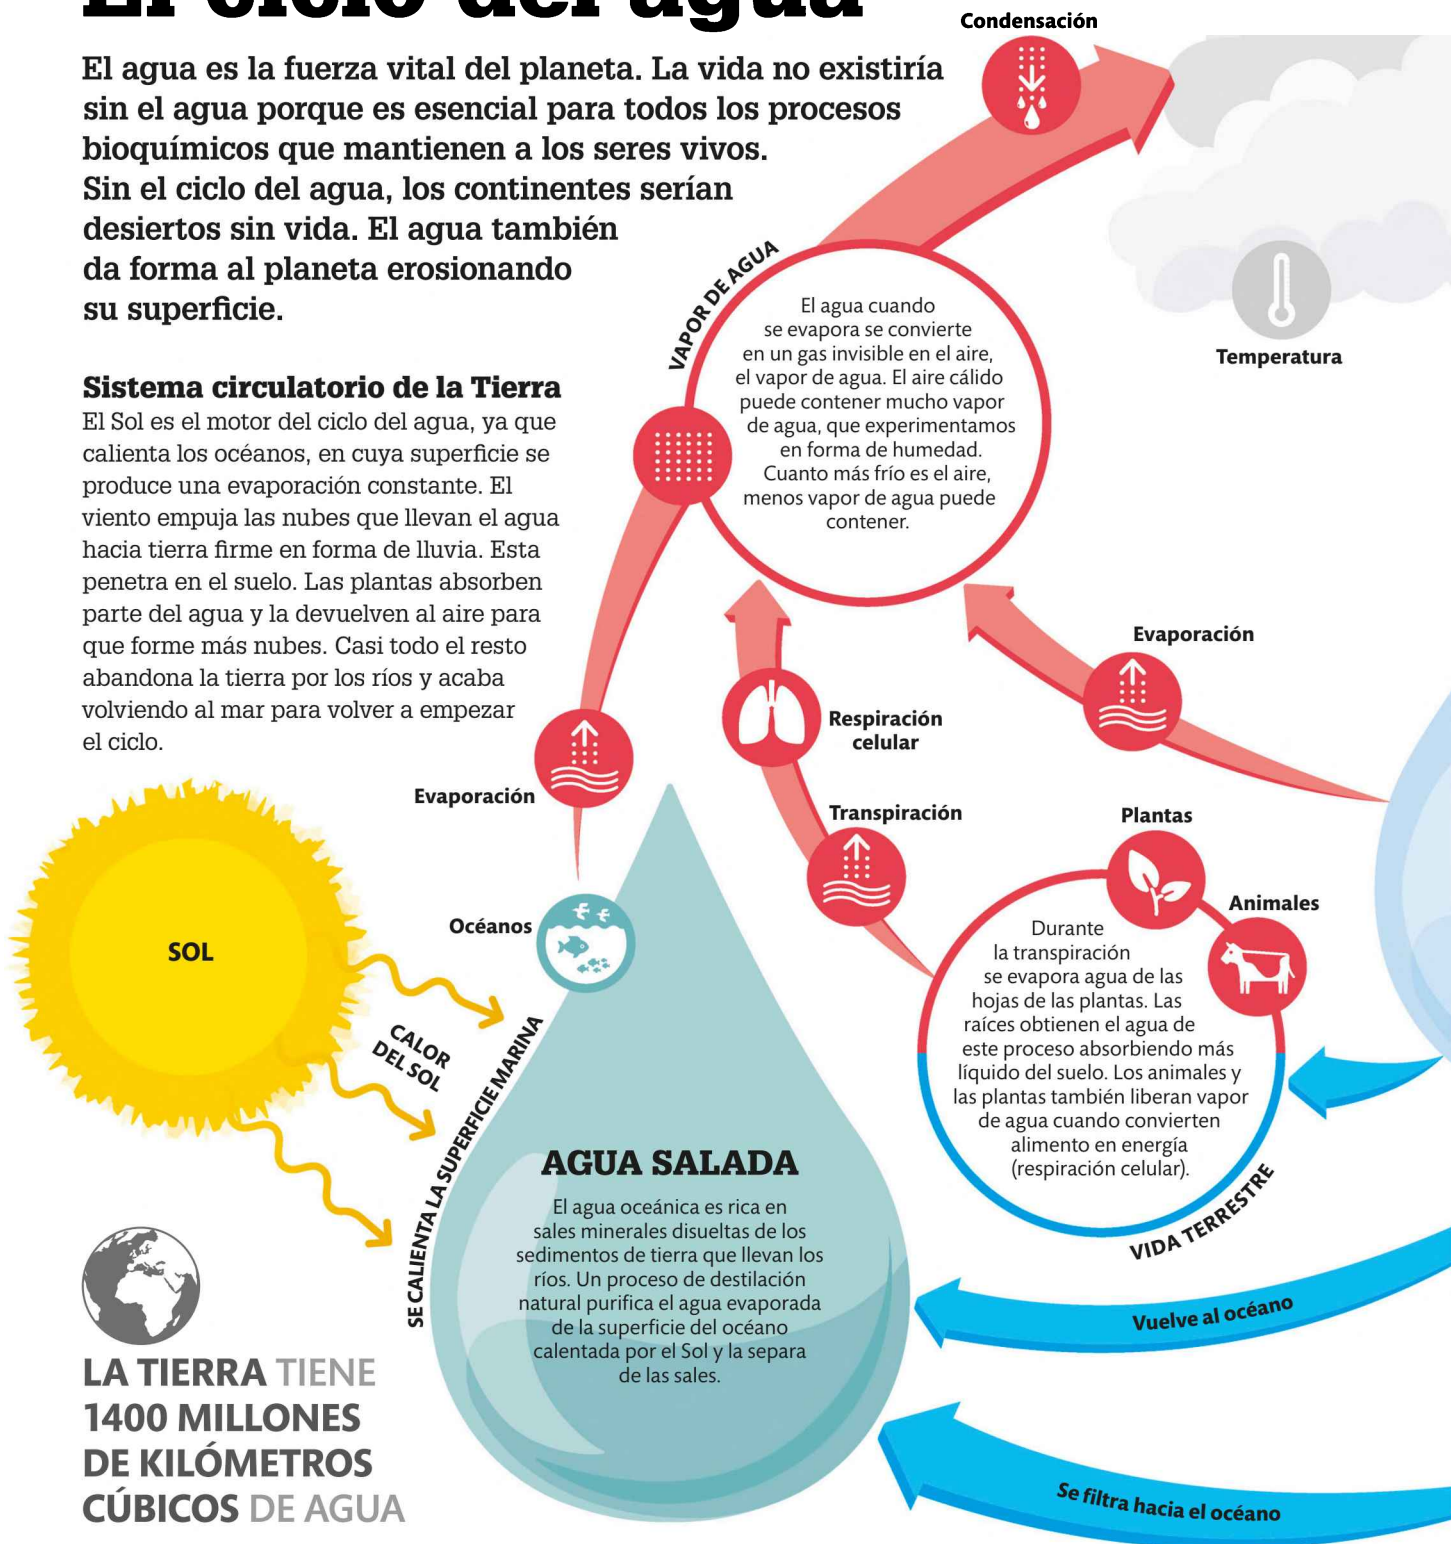 El ciclo del agua
El agua es la fuerza vital del planeta. La vida no existiría
sin el agua porque es esencial para todos los procesos
bioquímicos que mantienen a los seres vivos.
Sin el ciclo del agua, los continentes serían
desiertos sin vida. El agua también
da forma al planeta erosionando
su superficie.
Sistema circulatorio de la Tierra
El Sol es el motor del ciclo del agua, ya que
calienta los océanos, en cuya superficie se
produce una evaporación constante. El
viento empuja las nubes que llevan el agua
hacia tierra firme en forma de lluvia. Esta
penetra en el suelo. Las plantas absorben
parte del agua y la devuelven al aire para
que forme más nubes. Casi todo el resto
abandona la tierra por los ríos y acaba
volviendo al mar para volver a empezar
el ciclo.
Condensación
VAPOR DE AGUA
El agua cuando
se evapora se convierte
en un gas invisible en el aire,
el vapor de agua. El aire cálido
puede contener mucho vapor
de agua, que experimentamos
en forma de humedad.
Cuanto más frío es el aire,
menos vapor de agua puede
contener.
Temperatura
Evaporación
Respiración
celular
Evaporación
Transpiración
Plantas
Animales
Océanos
SOL
CALOR
DEL SOL
SE CALIENTA LA SUPERFICIE MARINA
Durante
la transpiración
se evapora agua de las
hojas de las plantas. Las
raíces obtienen el agua de
este proceso absorbiendo más
líquido del suelo. Los animales y
las plantas también liberan vapor
de agua cuando convierten
alimento en energía
(respiración celular).
VIDA TERRESTRE
AGUA SALADA
El agua oceánica es rica en
sales minerales disueltas de los
sedimentos de tierra que llevan los
ríos. Un proceso de destilación
natural purifica el agua evaporada
de la superficie del océano
calentada por el Sol y la separa
de las sales.
Vuelve al océano
Se filtra hacia el océano
LA TIERRA TIENE
1400 MILLONES
DE KILÓMETROS
CÚBICOS DE AGUA